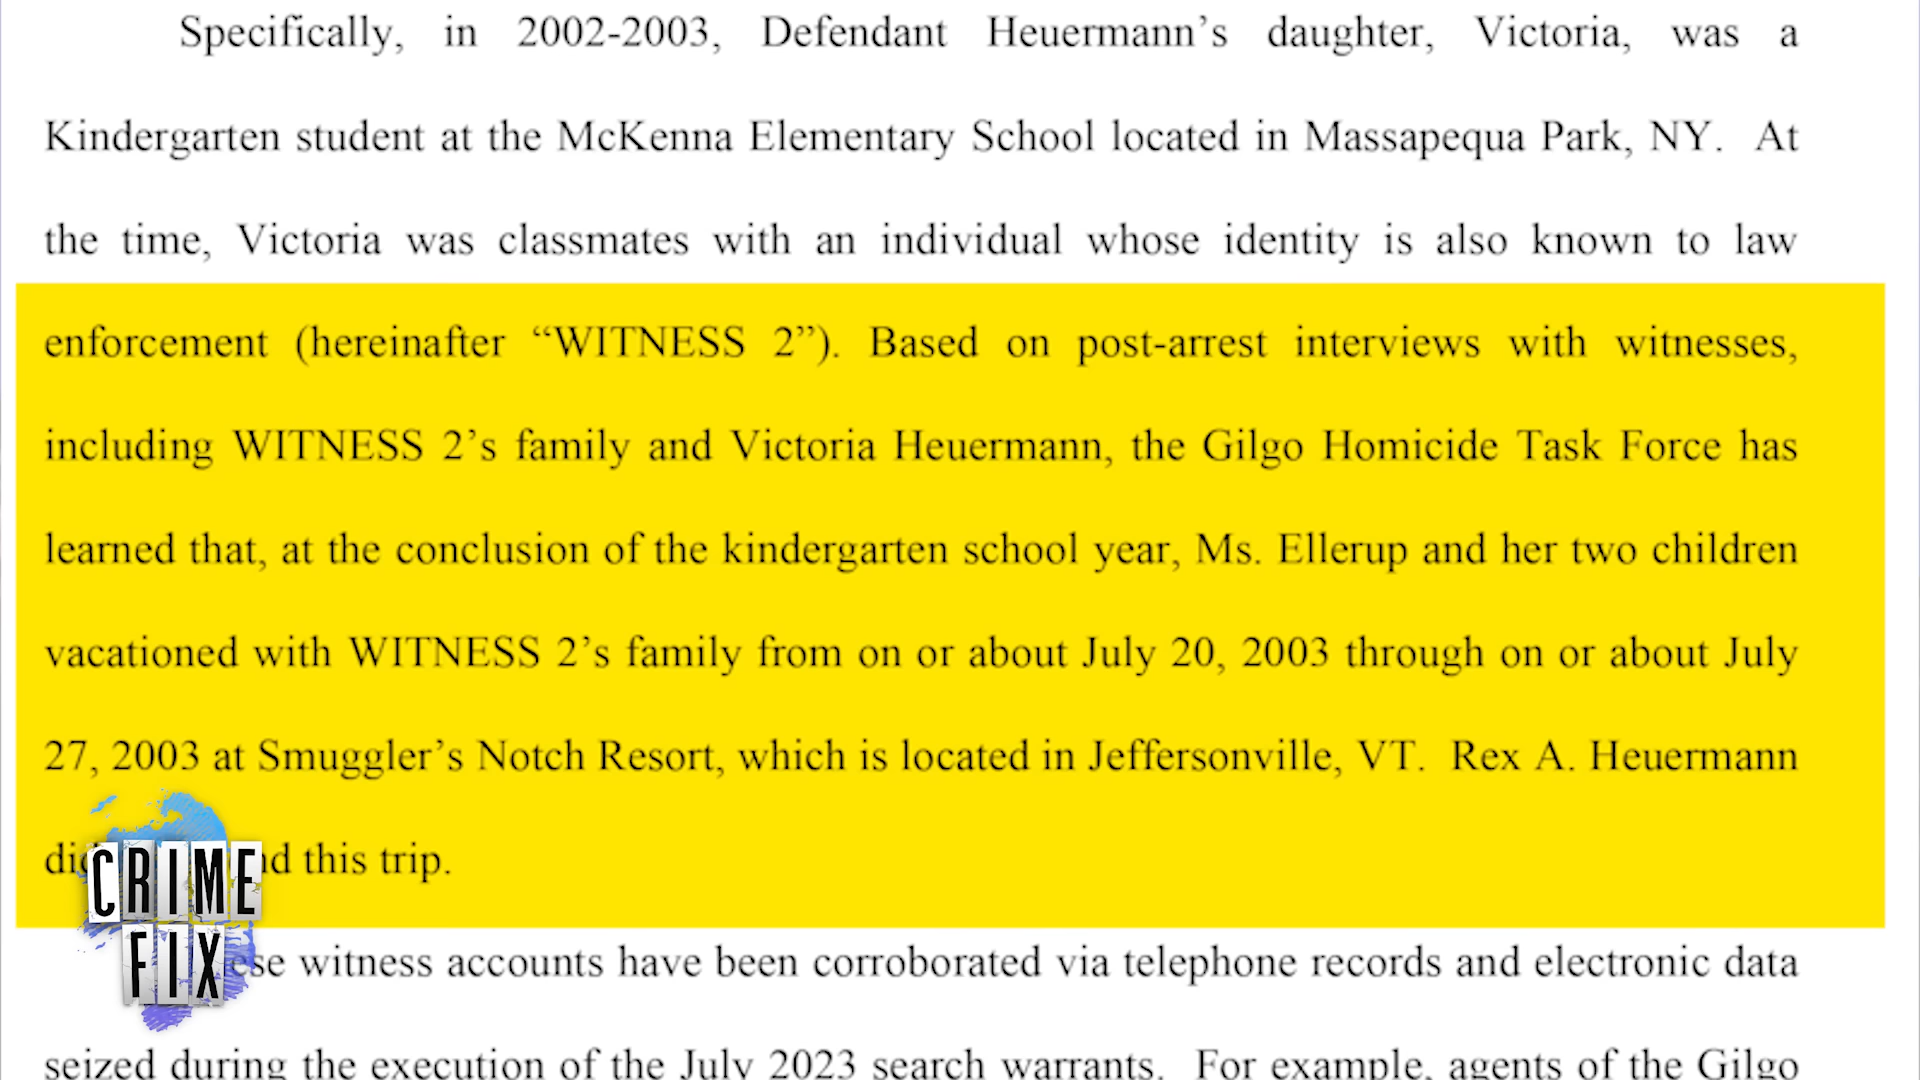 Specifically, in 2002-2003, Defendant Heuermann’s daughter, Victoria, was a
Kindergarten student at the McKenna Elementary School located in Massapequa Park, NY. At
the time, Victoria was classmates with an individual whose identity is also known to law
enforcement (hereinafter “WITNESS 2”). Based on post-arrest interviews with witnesses,
including WITNESS 2’s family and Victoria Heuermann, the Gilgo Homicide Task Force has
learned that, at the conclusion of the kindergarten school year, Ms. Ellerup and her two children
vacationed with WITNESS 2’s family from on or about July 20, 2003 through on or about July
27, 2003 at Smuggler’s Notch Resort, which is located in Jeffersonville, VT. Rex A. Heuermann
this trip.
witness accounts have been corroborated via telephone records and electronic data
seized during the execution of the July 2023 search warrants. For example, agents of the Gilgo
CRIME
FIX